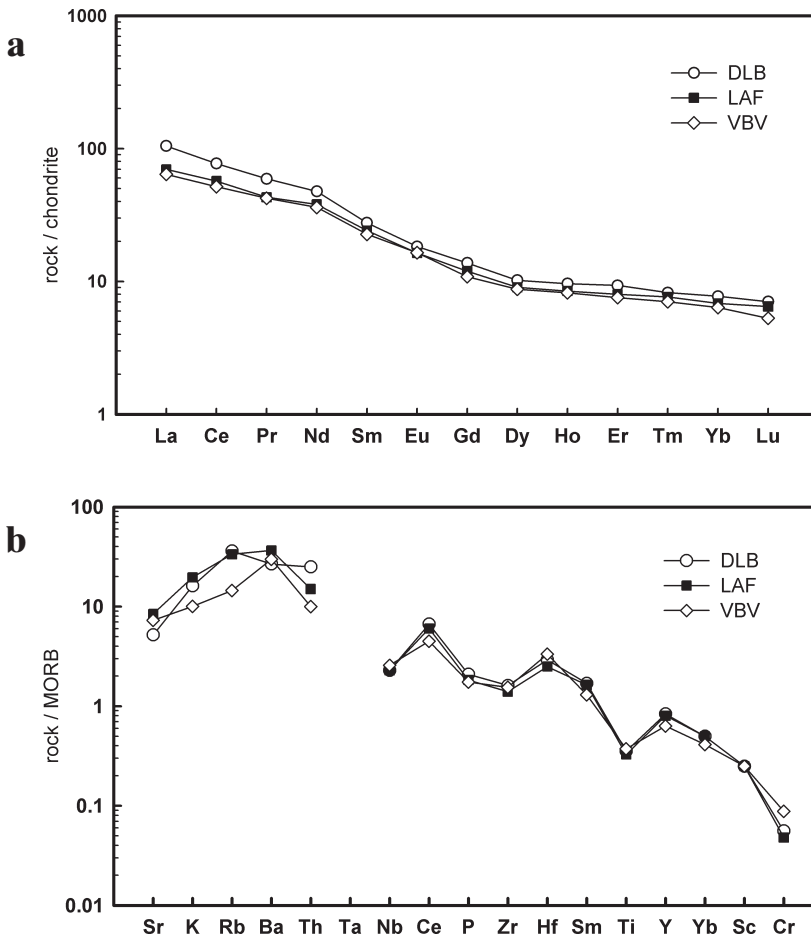 a
1000
100
10
1
rock / chondrite
DLB
LAF
VBV
La Ce Pr Nd Sm Eu Gd Dy Ho Er Tm Yb Lu
b
100
10
1
0.1
0.01
rock / MORB
DLB
LAF
VBV
Sr K Rb Ba Th Ta Nb Ce P Zr Hf Sm Ti Y Yb Sc Cr